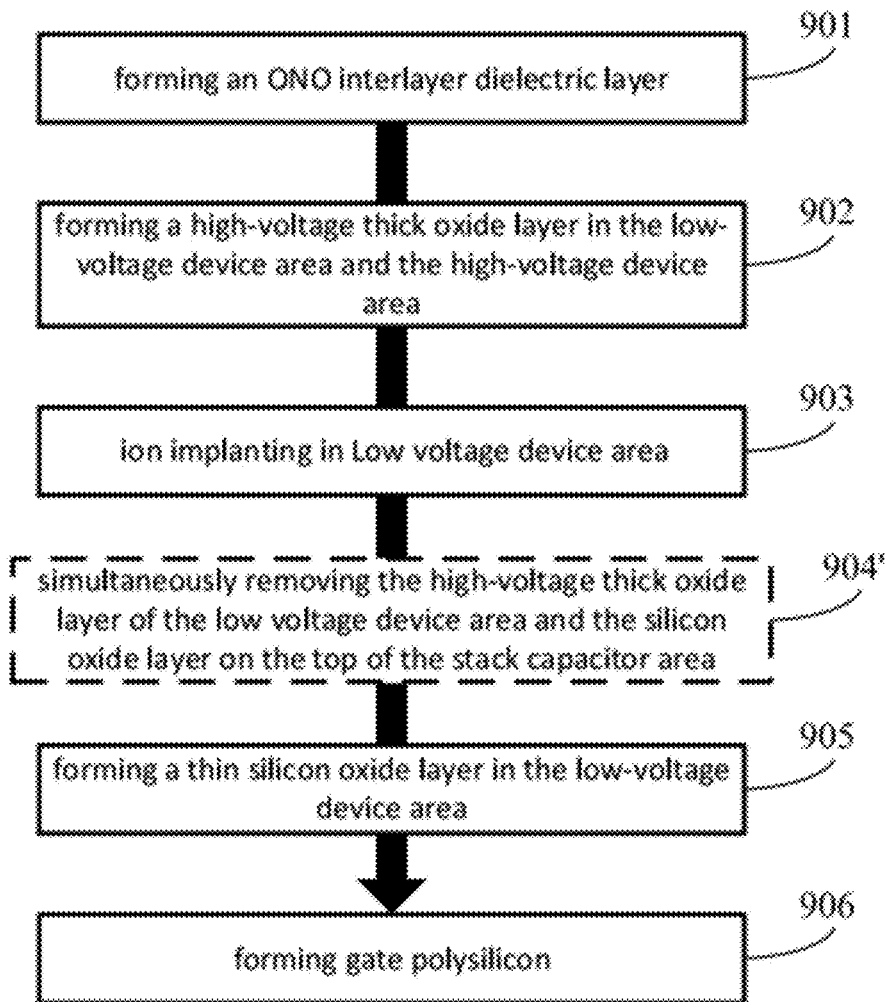 901
forming an ONO interlayer dielectric layer
902
forming a high-voltage thick oxide layer in the low-
voltage device area and the high-voltage device
area
903
ion implanting in Low voltage device area
904'
simultaneously removing the high-voltage thick oxide
layer of the low voltage device area and the silicon
oxide layer on the top of the stack capacitor area
905
forming a thin silicon oxide layer in the low-voltage
device area
906
forming gate polysilicon